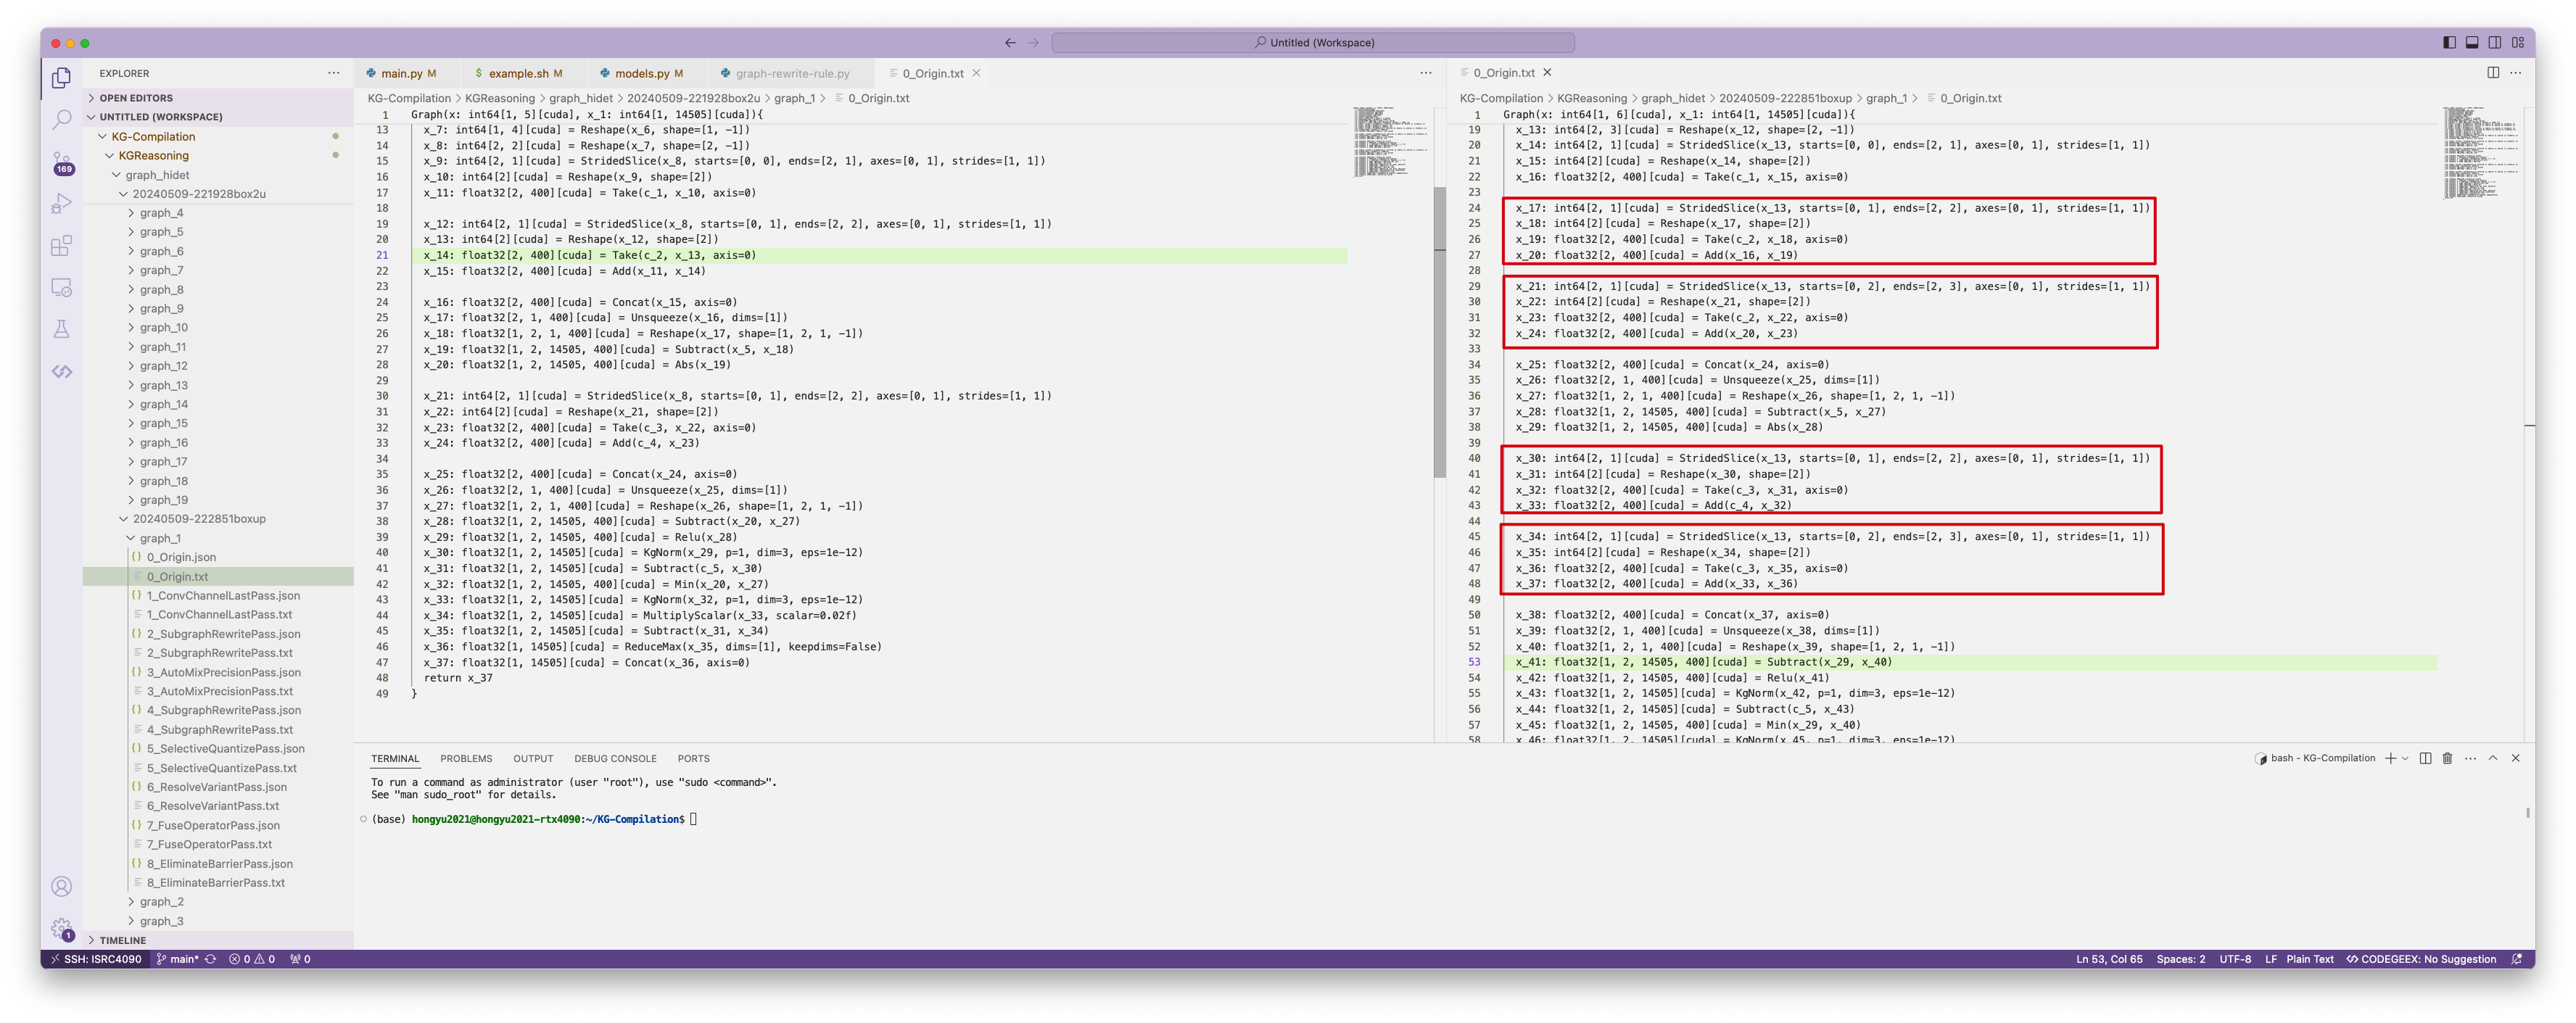 Untitled (Workspace)
EXPLORER
OPEN EDITORS
UNTITLED (WORKSPACE)
KG-Compilation
KGReasoning
graph_hidet
20240509-221928box2u
graph_4
graph_5
graph_6
graph_7
graph_8
graph_9
graph_10
graph_11
graph_12
graph_13
graph_14
graph_15
graph_16
graph_17
graph_18
graph_19
20240509-222851boxup
graph_1
0_Origin.json
0_Origin.txt
1_ConvChannelLastPass.json
1_ConvChannelLastPass.txt
2_SubgraphRewritePass.json
2_SubgraphRewritePass.txt
3_AutoMixPrecisionPass.json
3_AutoMixPrecisionPass.txt
4_SubgraphRewritePass.json
4_SubgraphRewritePass.txt
5_SelectiveQuantizePass.json
5_SelectiveQuantizePass.txt
6_ResolveVariantPass.json
6_ResolveVariantPass.txt
7_FuseOperatorPass.json
7_FuseOperatorPass.txt
8_EliminateBarrierPass.json
8_EliminateBarrierPass.txt
graph_2
graph_3
TIMELINE
169
1
main.py M
$ example.sh M
models.py M
graph-rewrite-rule.py
0_Origin.txt
KG-Compilation > KGReasoning > graph_hidet > 20240509-221928box2u > graph_1 > 0_Origin.txt
1 Graph(x: int64[1, 5][cuda], x_1: int64[1, 14505][cuda]){
13 x_7: int64[1, 4][cuda] = Reshape(x_6, shape=[1, -1])
14 x_8: int64[2, 2][cuda] = Reshape(x_7, shape=[2, -1])
15 x_9: int64[2, 1][cuda] = StridedSlice(x_8, starts=[0, 0], ends=[2, 1], axes=[0, 1], strides=[1, 1])
16 x_10: int64[2][cuda] = Reshape(x_9, shape=[2])
17 x_11: float32[2, 400][cuda] = Take(c_1, x_10, axis=0)
18
19 x_12: int64[2, 1][cuda] = StridedSlice(x_8, starts=[0, 1], ends=[2, 2], axes=[0, 1], strides=[1, 1])
20 x_13: int64[2][cuda] = Reshape(x_12, shape=[2])
21 x_14: float32[2, 400][cuda] = Take(c_2, x_13, axis=0)
22 x_15: float32[2, 400][cuda] = Add(x_11, x_14)
23
24 x_16: float32[2, 400][cuda] = Concat(x_15, axis=0)
25 x_17: float32[2, 1, 400][cuda] = Unsqueeze(x_16, dims=[1])
26 x_18: float32[1, 2, 1, 400][cuda] = Reshape(x_17, shape=[1, 2, 1, -1])
27 x_19: float32[1, 2, 14505, 400][cuda] = Subtract(x_5, x_18)
28 x_20: float32[1, 2, 14505, 400][cuda] = Abs(x_19)
29
30 x_21: int64[2, 1][cuda] = StridedSlice(x_8, starts=[0, 1], ends=[2, 2], axes=[0, 1], strides=[1, 1])
31 x_22: int64[2][cuda] = Reshape(x_21, shape=[2])
32 x_23: float32[2, 400][cuda] = Take(c_3, x_22, axis=0)
33 x_24: float32[2, 400][cuda] = Add(c_4, x_23)
34
35 x_25: float32[2, 400][cuda] = Concat(x_24, axis=0)
36 x_26: float32[2, 1, 400][cuda] = Unsqueeze(x_25, dims=[1])
37 x_27: float32[1, 2, 1, 400][cuda] = Reshape(x_26, shape=[1, 2, 1, -1])
38 x_28: float32[1, 2, 14505, 400][cuda] = Subtract(x_20, x_27)
39 x_29: float32[1, 2, 14505, 400][cuda] = Relu(x_28)
40 x_30: float32[1, 2, 14505][cuda] = KgNorm(x_29, p=1, dim=3, eps=1e-12)
41 x_31: float32[1, 2, 14505][cuda] = Subtract(c_5, x_30)
42 x_32: float32[1, 2, 14505, 400][cuda] = Min(x_20, x_27)
43 x_33: float32[1, 2, 14505][cuda] = KgNorm(x_32, p=1, dim=3, eps=1e-12)
44 x_34: float32[1, 2, 14505][cuda] = MultiplyScalar(x_33, scalar=0.02f)
45 x_35: float32[1, 2, 14505][cuda] = Subtract(x_31, x_34)
46 x_36: float32[1, 14505][cuda] = ReduceMax(x_35, dims=[1], keepdims=False)
47 x_37: float32[1, 14505][cuda] = Concat(x_36, axis=0)
48 return x_37
49 }
0_Origin.txt
KG-Compilation > KGReasoning > graph_hidet > 20240509-222851boxup > graph_1 > 0_Origin.txt
1 Graph(x: int64[1, 6][cuda], x_1: int64[1, 14505][cuda]){
19 x_13: int64[2, 3][cuda] = Reshape(x_12, shape=[2, -1])
20 x_14: int64[2, 1][cuda] = StridedSlice(x_13, starts=[0, 0], ends=[2, 1], axes=[0, 1], strides=[1, 1])
21 x_15: int64[2][cuda] = Reshape(x_14, shape=[2])
22 x_16: float32[2, 400][cuda] = Take(c_1, x_15, axis=0)
23
24 x_17: int64[2, 1][cuda] = StridedSlice(x_13, starts=[0, 1], ends=[2, 2], axes=[0, 1], strides=[1, 1])
25 x_18: int64[2][cuda] = Reshape(x_17, shape=[2])
26 x_19: float32[2, 400][cuda] = Take(c_2, x_18, axis=0)
27 x_20: float32[2, 400][cuda] = Add(x_16, x_19)
28
29 x_21: int64[2, 1][cuda] = StridedSlice(x_13, starts=[0, 2], ends=[2, 3], axes=[0, 1], strides=[1, 1])
30 x_22: int64[2][cuda] = Reshape(x_21, shape=[2])
31 x_23: float32[2, 400][cuda] = Take(c_2, x_22, axis=0)
32 x_24: float32[2, 400][cuda] = Add(x_20, x_23)
33
34 x_25: float32[2, 400][cuda] = Concat(x_24, axis=0)
35 x_26: float32[2, 1, 400][cuda] = Unsqueeze(x_25, dims=[1])
36 x_27: float32[1, 2, 1, 400][cuda] = Reshape(x_26, shape=[1, 2, 1, -1])
37 x_28: float32[1, 2, 14505, 400][cuda] = Subtract(x_5, x_27)
38 x_29: float32[1, 2, 14505, 400][cuda] = Abs(x_28)
39
40 x_30: int64[2, 1][cuda] = StridedSlice(x_13, starts=[0, 1], ends=[2, 2], axes=[0, 1], strides=[1, 1])
41 x_31: int64[2][cuda] = Reshape(x_30, shape=[2])
42 x_32: float32[2, 400][cuda] = Take(c_3, x_31, axis=0)
43 x_33: float32[2, 400][cuda] = Add(c_4, x_32)
44
45 x_34: int64[2, 1][cuda] = StridedSlice(x_13, starts=[0, 2], ends=[2, 3], axes=[0, 1], strides=[1, 1])
46 x_35: int64[2][cuda] = Reshape(x_34, shape=[2])
47 x_36: float32[2, 400][cuda] = Take(c_3, x_35, axis=0)
48 x_37: float32[2, 400][cuda] = Add(x_33, x_36)
49
50 x_38: float32[2, 400][cuda] = Concat(x_37, axis=0)
51 x_39: float32[2, 1, 400][cuda] = Unsqueeze(x_38, dims=[1])
52 x_40: float32[1, 2, 1, 400][cuda] = Reshape(x_39, shape=[1, 2, 1, -1])
53 x_41: float32[1, 2, 14505, 400][cuda] = Subtract(x_29, x_40)
54 x_42: float32[1, 2, 14505, 400][cuda] = Relu(x_41)
55 x_43: float32[1, 2, 14505][cuda] = KgNorm(x_42, p=1, dim=3, eps=1e-12)
56 x_44: float32[1, 2, 14505][cuda] = Subtract(c_5, x_43)
57 x_45: float32[1, 2, 14505, 400][cuda] = Min(x_29, x_40)
58 x_46: float32[1, 2, 14505][cuda] = KgNorm(x_45, p=1, dim=3, eps=1e-12)
TERMINAL PROBLEMS OUTPUT DEBUG CONSOLE PORTS
bash - KG-Compilation
To run a command as administrator (user "root"), use "sudo <command>".
See "man sudo_root" for details.
(base) hongyu2021@hongyu2021-rtx4090:~/KG-Compilation$
SSH: ISRC4090 main* 0 0 0
Ln 53, Col 65 Spaces: 2 UTF-8 LF Plain Text CODEGEEX: No Suggestion